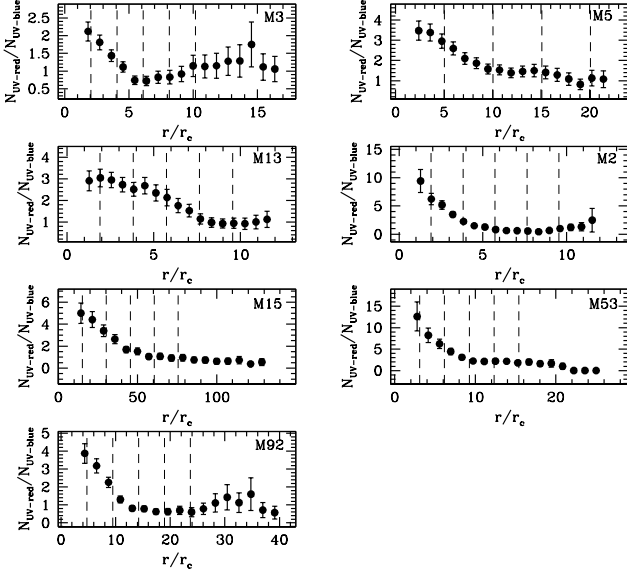 M3
2.5
2
1.5
1
0.5
N_UV-red/N_UV-blue
0 5 10 15
r/r_c
M5
4
3
2
1
N_UV-red/N_UV-blue
0 5 10 15 20
r/r_c
M13
4
3
2
1
0
N_UV-red/N_UV-blue
0 5 10
r/r_c
M2
15
10
5
0
N_UV-red/N_UV-blue
0 5 10
r/r_c
M15
6
4
2
0
N_UV-red/N_UV-blue
0 50 100
r/r_c
M53
15
10
5
0
N_UV-red/N_UV-blue
0 10 20
r/r_c
M92
5
4
3
2
1
0
N_UV-red/N_UV-blue
0 10 20 30 40
r/r_c